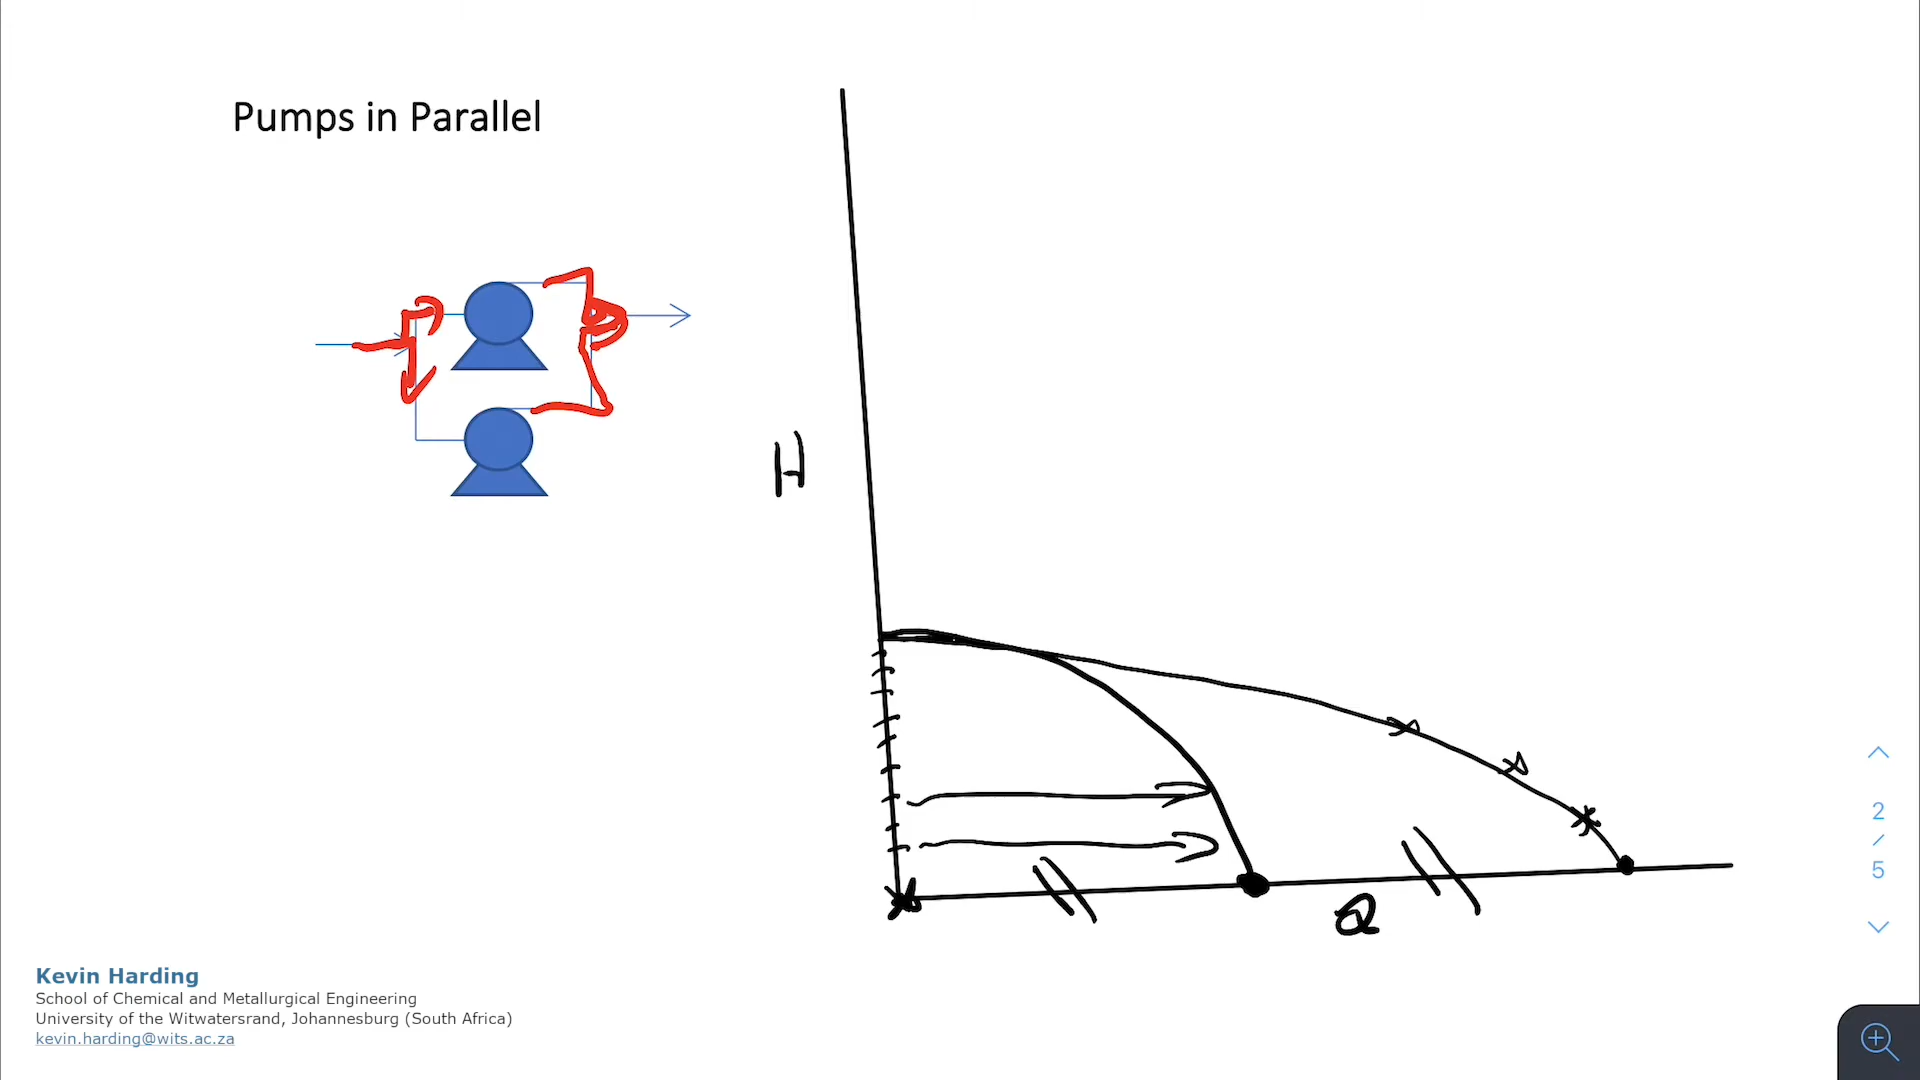 Pumps in Parallel
H
Q
2
/
5
Kevin Harding
School of Chemical and Metallurgical Engineering
University of the Witwatersrand, Johannesburg (South Africa)
kevin.harding@wits.ac.za